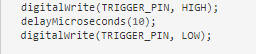 digitalWrite(TRIGGER_PIN, HIGH);
delayMicroseconds(10);
digitalWrite(TRIGGER_PIN, LOW);